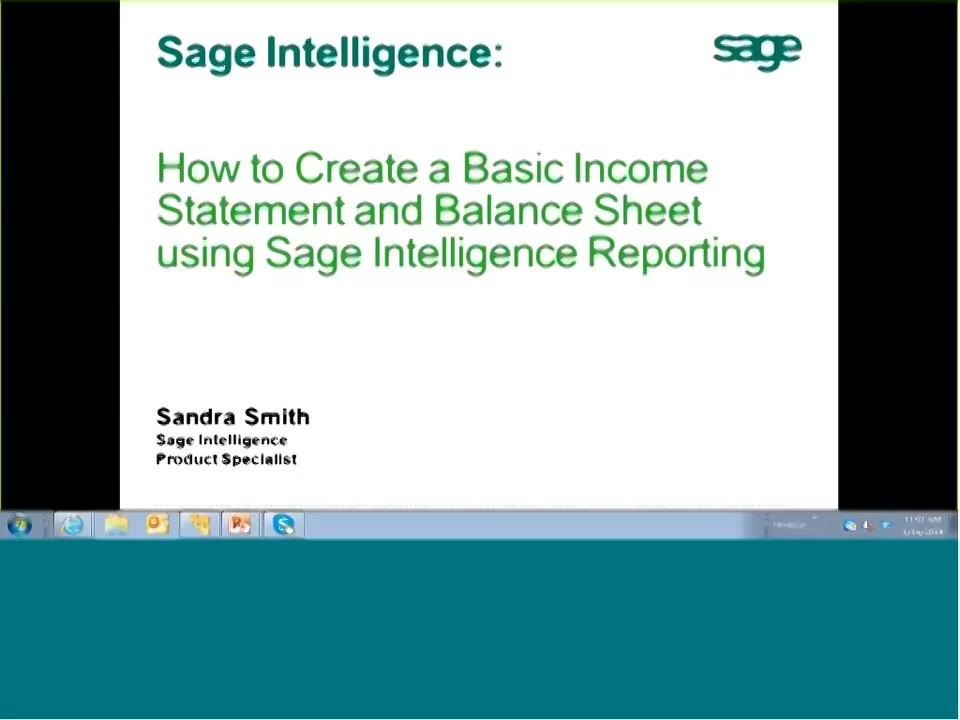 Sage Intelligence:
sage
How to Create a Basic Income
Statement and Balance Sheet
using Sage Intelligence Reporting
Sandra Smith
Sage Intelligence
Product Specialist